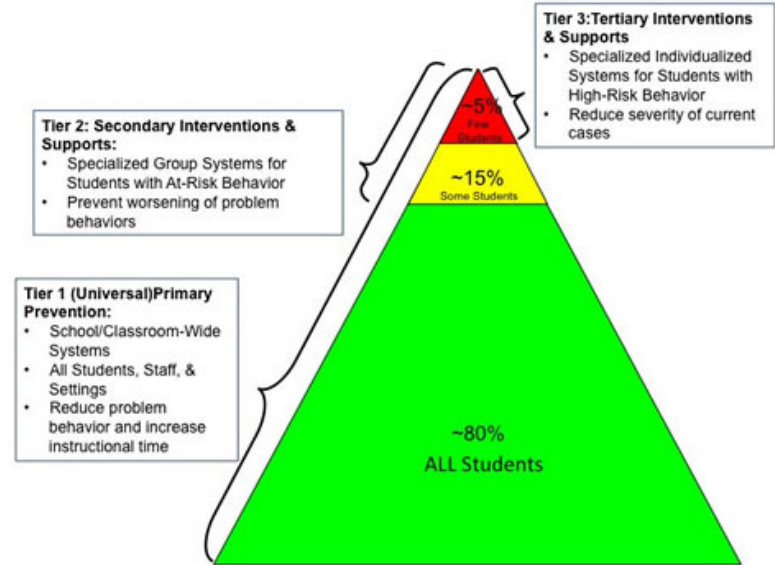 Tier 3:Tertiary Interventions
& Supports
• Specialized Individualized
Systems for Students with
High-Risk Behavior
• Reduce severity of current
cases
Tier 2: Secondary Interventions &
Supports:
• Specialized Group Systems for
Students with At-Risk Behavior
• Prevent worsening of problem
behaviors
Tier 1 (Universal)Primary
Prevention:
• School/Classroom-Wide
Systems
• All Students, Staff, &
Settings
• Reduce problem
behavior and increase
instructional time
~5%
Few
Students
~15%
Some Students
~80%
ALL Students